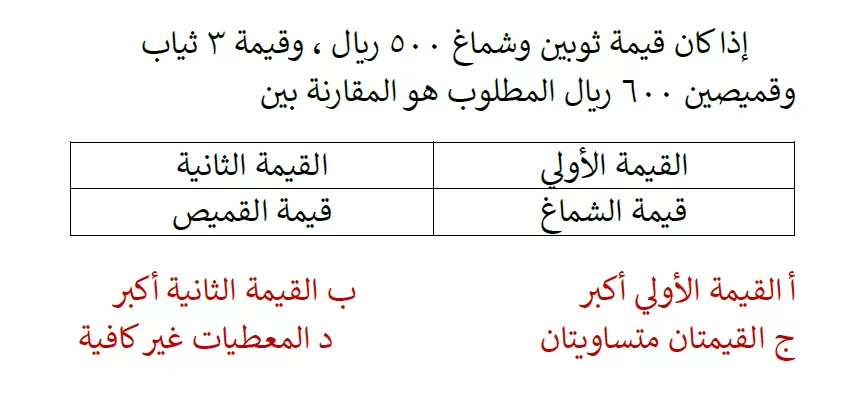 إذا كان قيمة ثوبين وشماغ ٥٠٠ ريال ، وقيمة ٣ ثياب
وقميصين ٦٠٠ ريال المطلوب هو المقارنة بين
القيمة الأولي القيمة الثانية
قيمة الشماغ قيمة القميص
أ القيمة الأولي أكبر ب القيمة الثانية أكبر
ج القيمتان متساويتان د المعطيات غير كافية